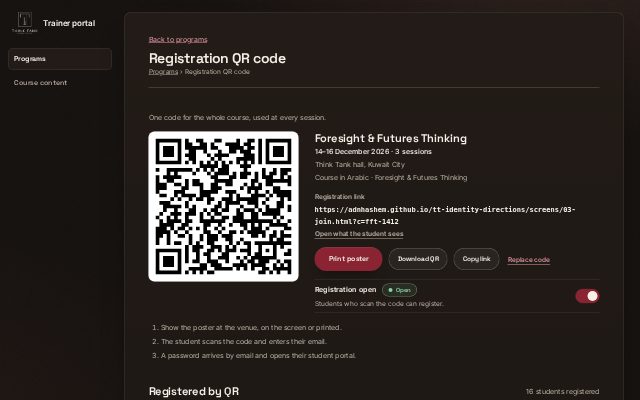 THINK TANK
Trainer portal
Programs
Course content
Back to programs
Registration QR code
Programs › Registration QR code
One code for the whole course, used at every session.
Foresight & Futures Thinking
14–16 December 2026 · 3 sessions
Think Tank hall, Kuwait City
Course in Arabic · Foresight & Futures Thinking
Registration link
https://adnhashem.github.io/tt-identity-directions/screens/03-
join.html?c=fft-1412
Open what the student sees
Print poster
Download QR
Copy link
Replace code
Registration open
Open
Students who scan the code can register.
1. Show the poster at the venue, on the screen or printed.
2. The student scans the code and enters their email.
3. A password arrives by email and opens their student portal.
Registered by QR
16 students registered